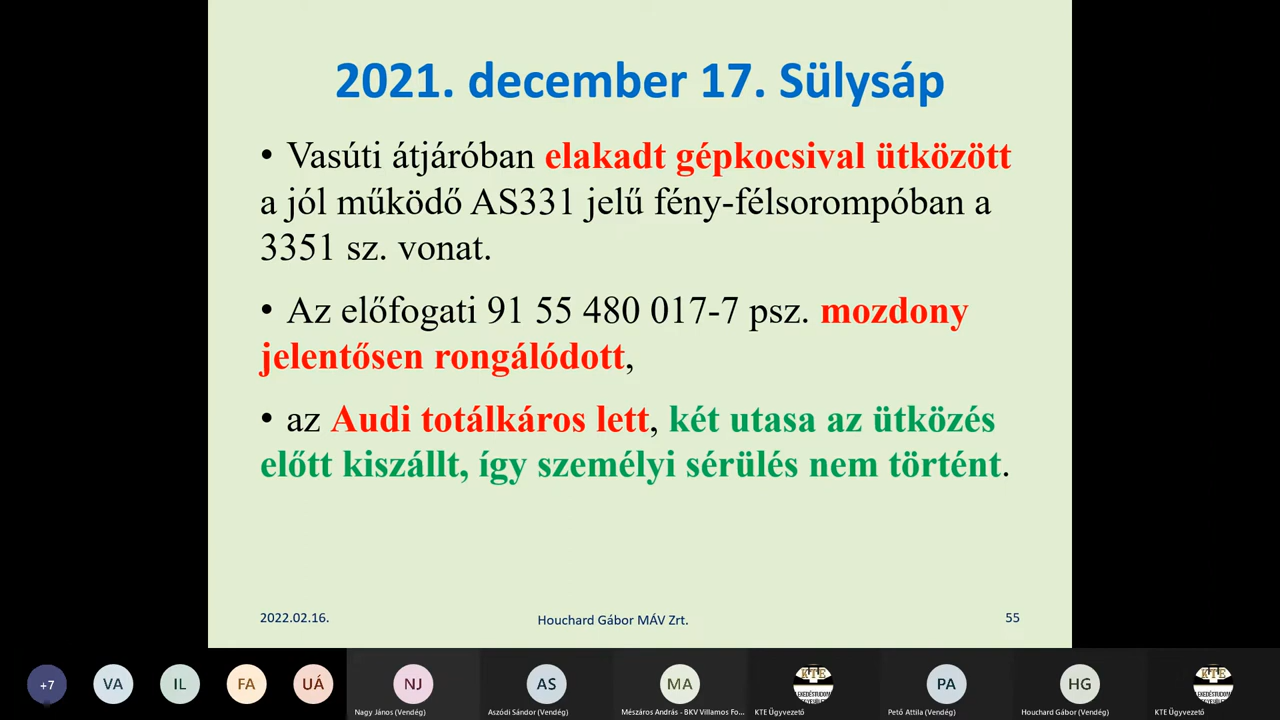 2021. december 17. Sülysáp
• Vasúti átjáróban elakadt gépkocsival ütközött
a jól működő AS331 jelű fény-félsorompóban a
3351 sz. vonat.
• Az előfogati 91 55 480 017-7 psz. mozdony
jelentősen rongálódott,
• az Audi totálkáros lett, két utasa az ütközés
előtt kiszállt, így személyi sérülés nem történt.
2022.02.16.
Houchard Gábor MÁV Zrt.
55
+7
VA
IL
FA
UÁ
NJ
AS
MA
KTE
PA
HG
KTE
Nagy János (Vendég)
Aszódi Sándor (Vendég)
Mészáros András - BKV Villamos Fo...
KTE Ügyvezető
Pető Attila (Vendég)
Houchard Gábor (Vendég)
KTE Ügyvezető